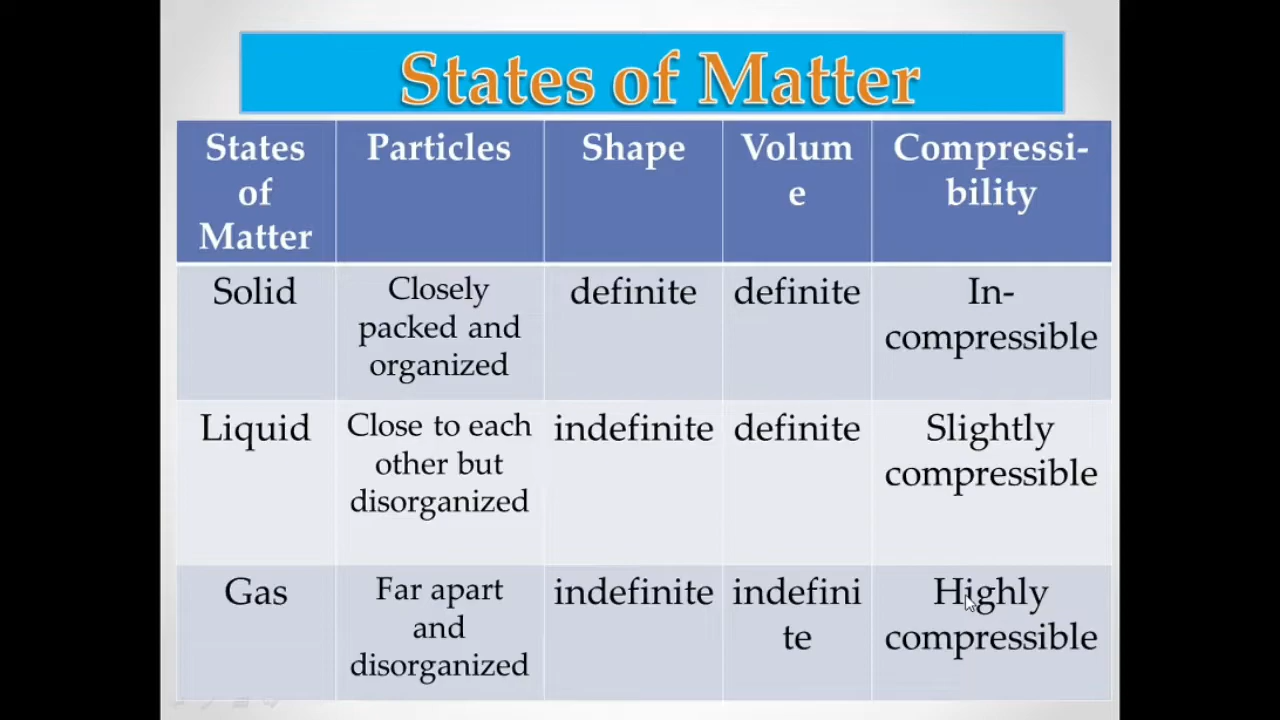 States of Matter
States
of
Matter
Particles
Shape
Volum
e
Compressi-
bility
Solid
Closely
packed and
organized
definite
definite
In-
compressible
Liquid
Close to each
other but
disorganized
indefinite
definite
Slightly
compressible
Gas
Far apart
and
disorganized
indefinite
indefini
te
Highly
compressible